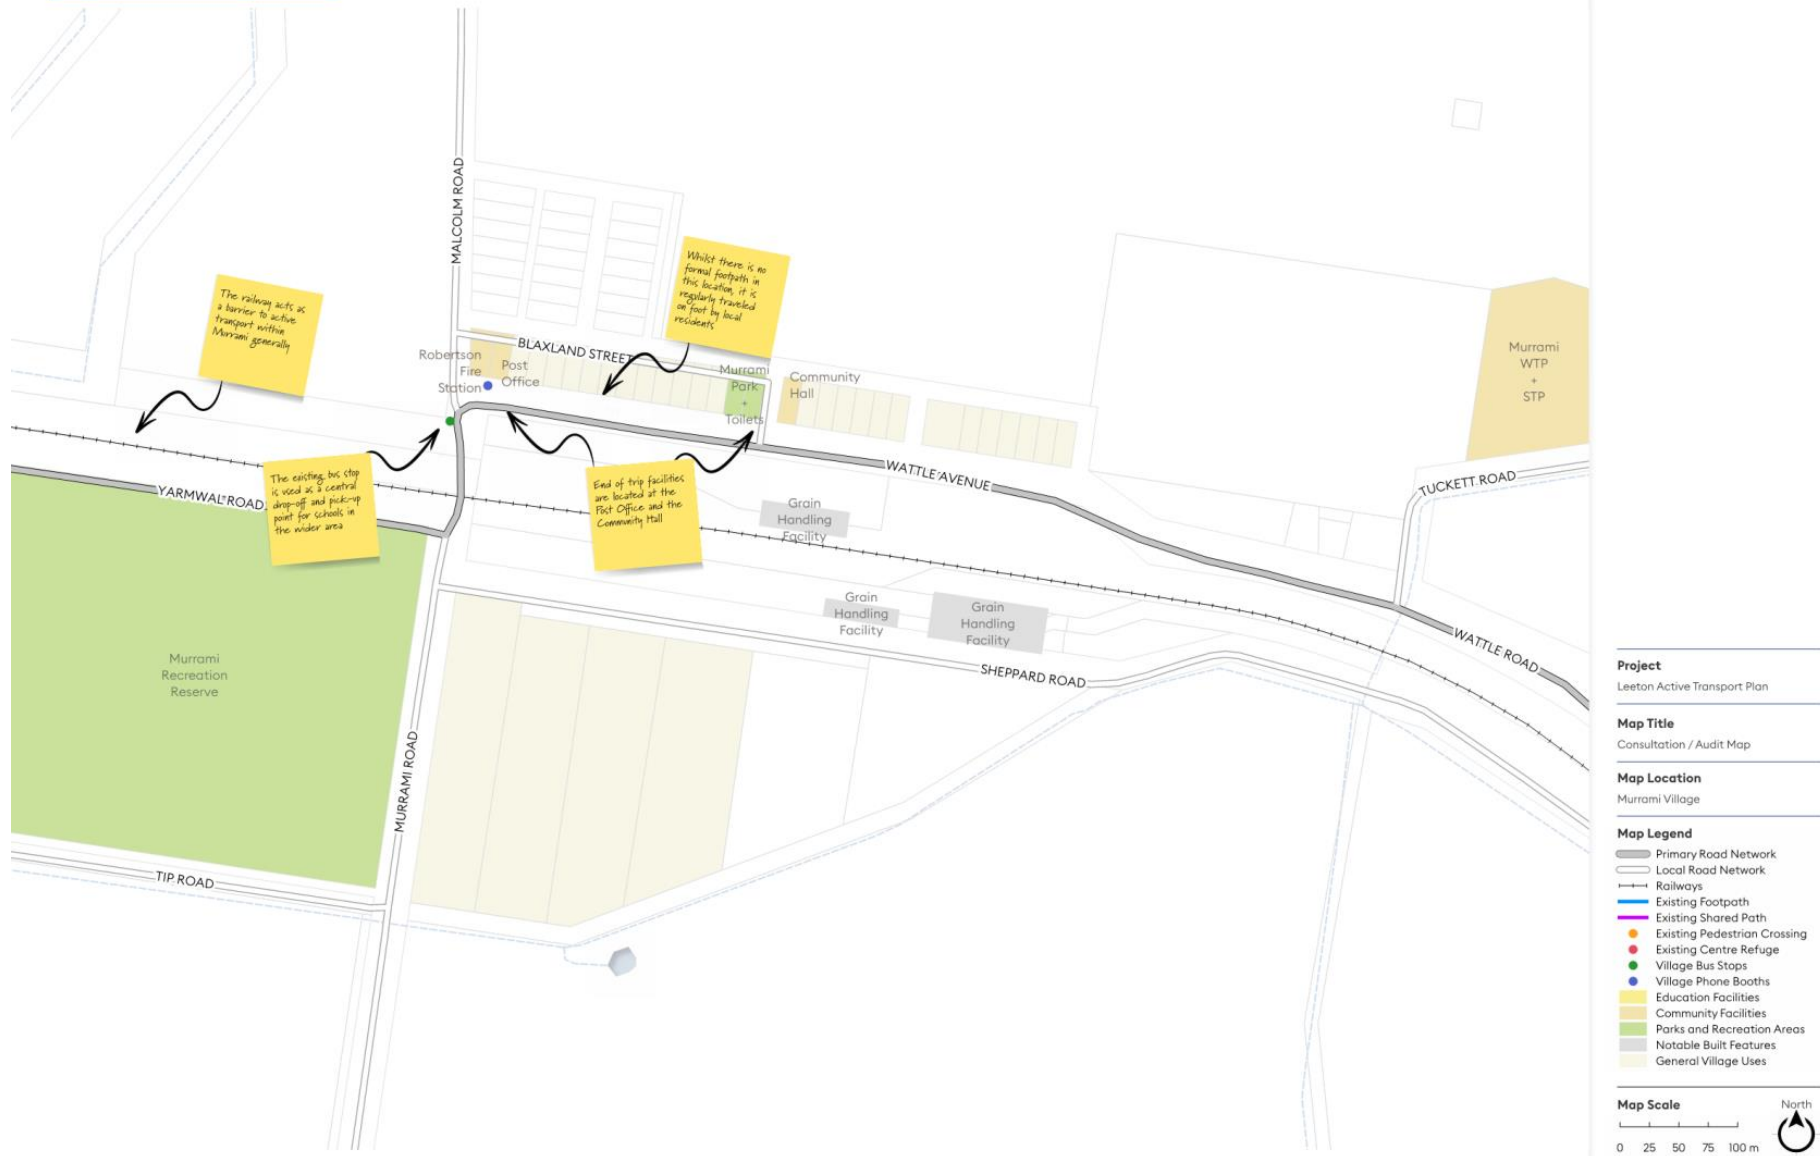 MALCOLM ROAD
The railway acts as
a barrier to active
transport within
Murrami generally
Whilst there is no
formal footpath in
this location, it is
regularly traveled
on foot by local
residents
BLAXLAND STREET
Robertson
Fire
Station
Post
Office
Murrami
Park
+
Toilets
Community
Hall
Murrami
WTP
+
STP
The existing bus stop
is used as a central
drop-off and pick-up
point for schools in
the wider area
End of trip facilities
are located at the
Post Office and the
Community Hall
YARMWAL ROAD
WATTLE AVENUE
TUCKETT ROAD
Grain
Handling
Facility
Grain
Handling
Facility
Grain
Handling
Facility
WATTLE ROAD
SHEPPARD ROAD
Murrami
Recreation
Reserve
MURRAMI ROAD
TIP ROAD
Project
Leeton Active Transport Plan
Map Title
Consultation / Audit Map
Map Location
Murrami Village
Map Legend
Primary Road Network
Local Road Network
Railways
Existing Footpath
Existing Shared Path
Existing Pedestrian Crossing
Existing Centre Refuge
Village Bus Stops
Village Phone Booths
Education Facilities
Community Facilities
Parks and Recreation Areas
Notable Built Features
General Village Uses
Map Scale
North
0 25 50 75 100 m